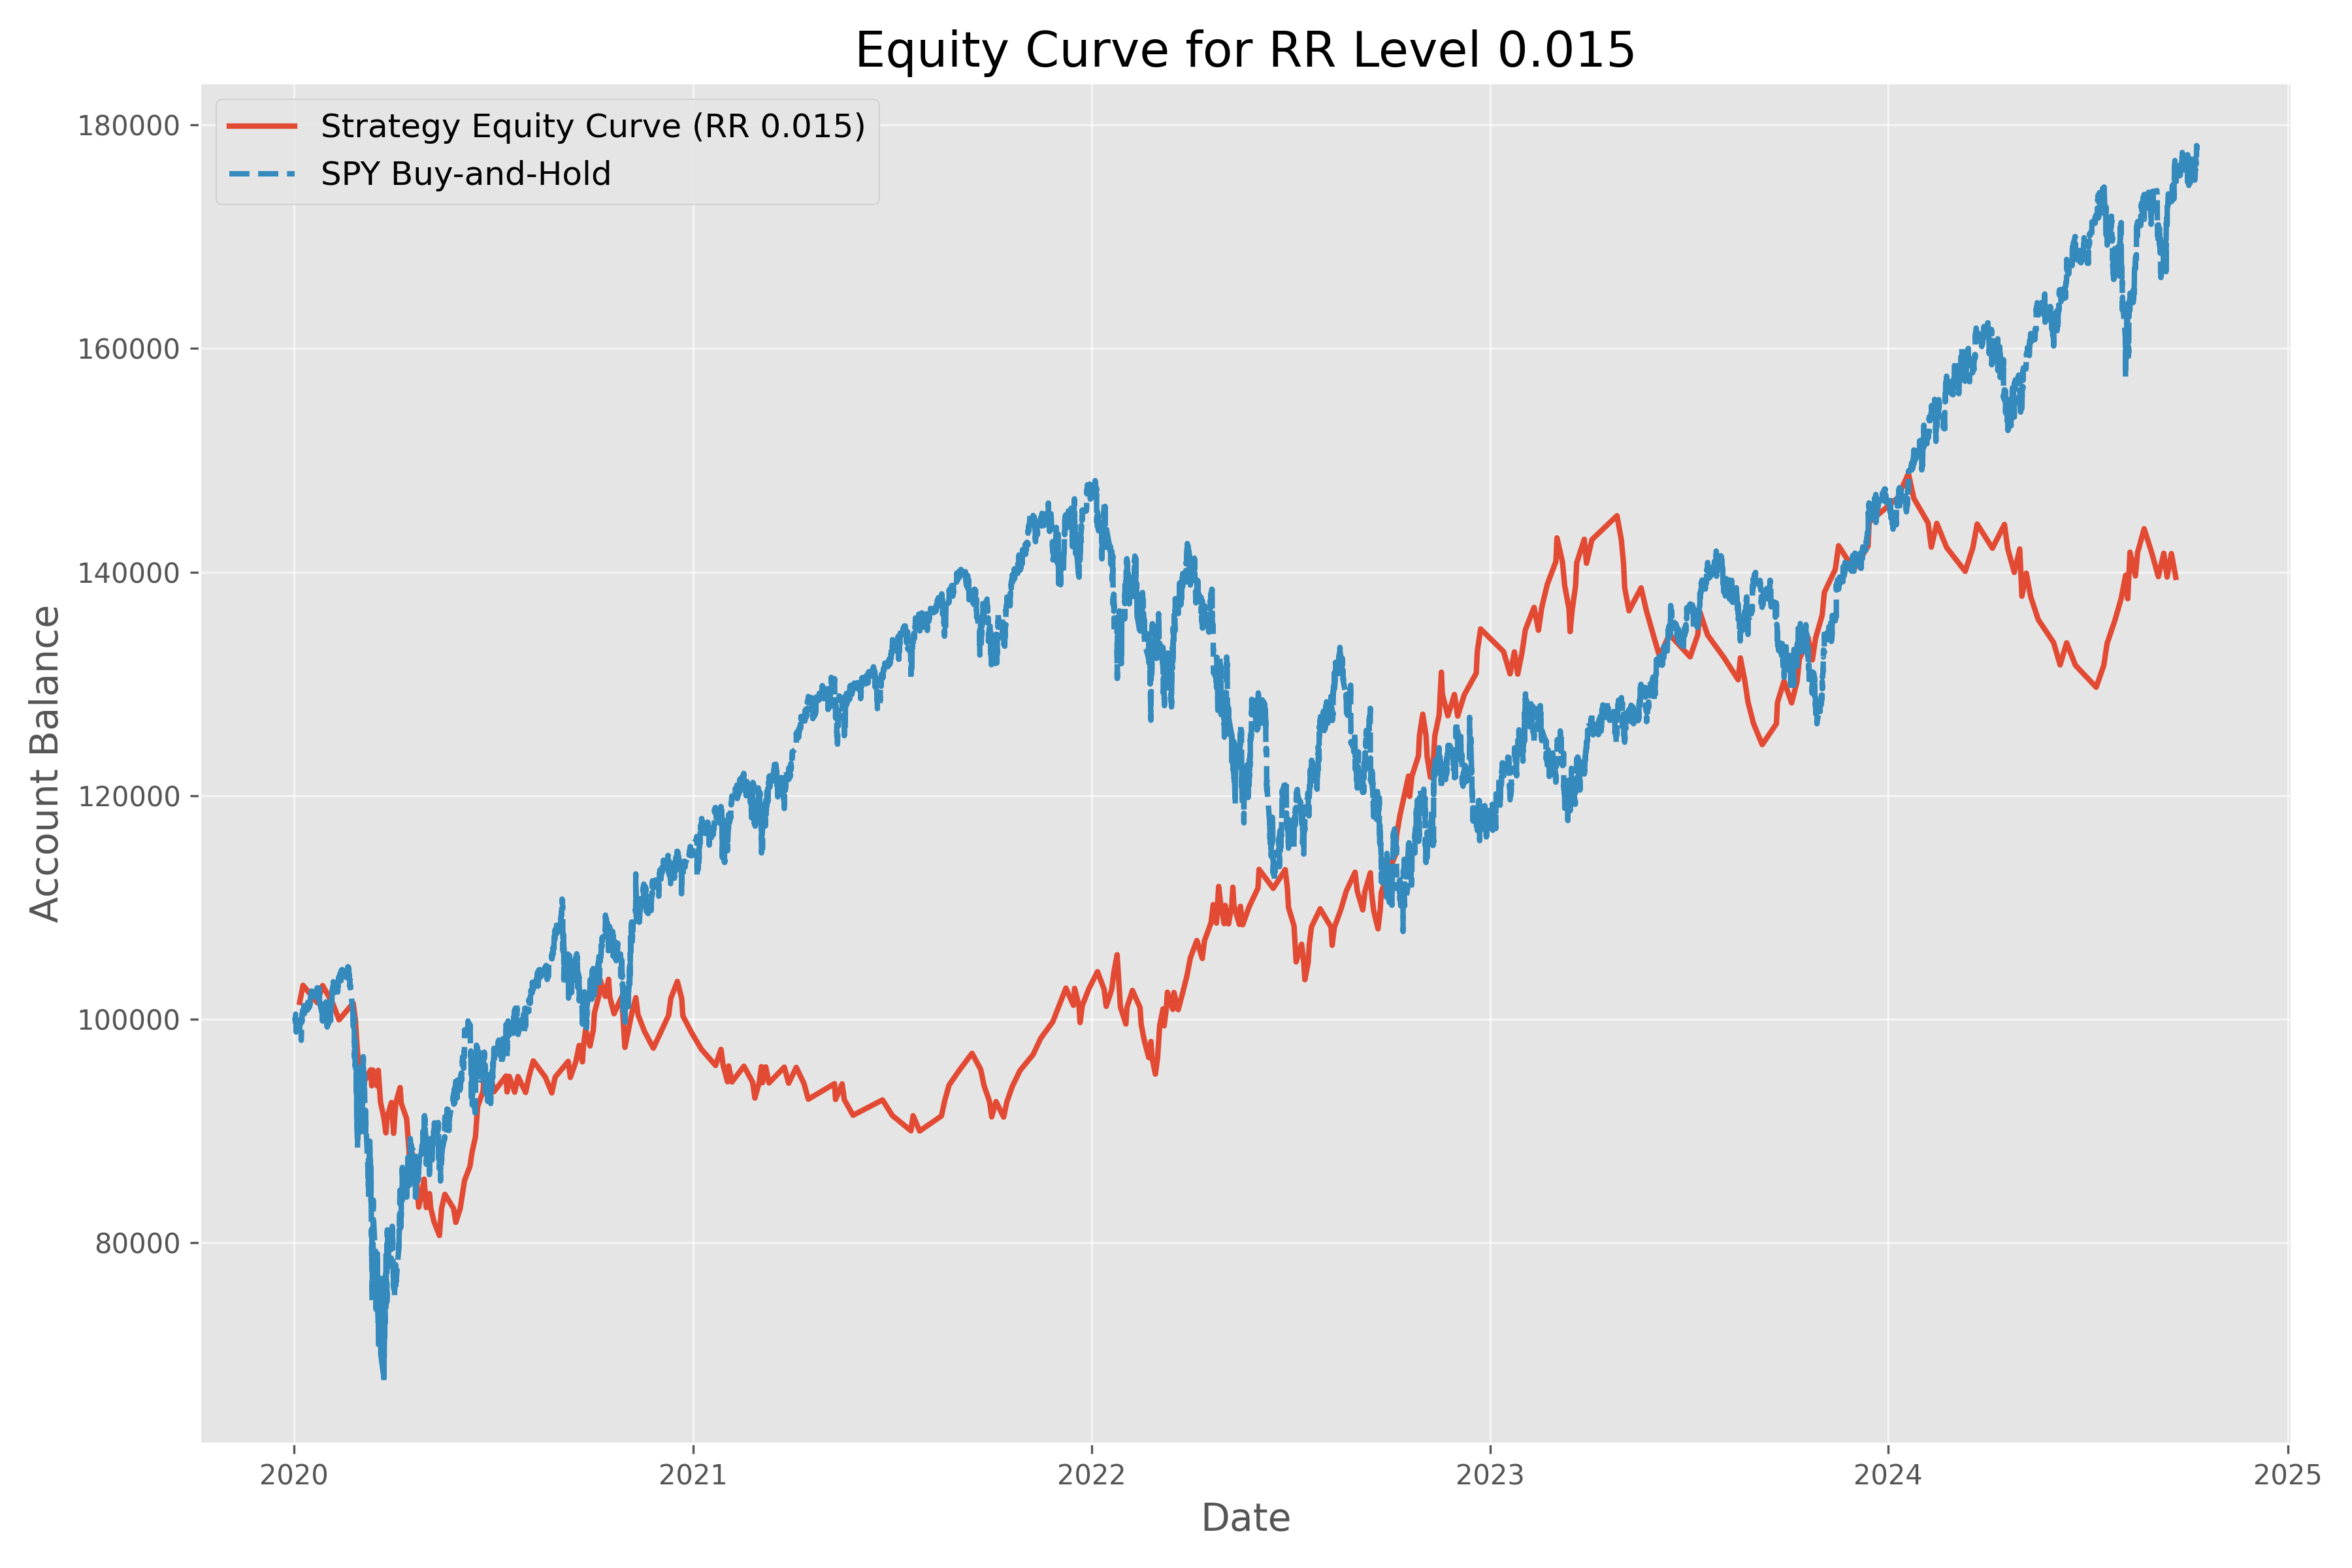 Equity Curve for RR Level 0.015
Strategy Equity Curve (RR 0.015)
SPY Buy-and-Hold
180000
160000
140000
120000
100000
80000
Account Balance
2020 2021 2022 2023 2024 2025
Date